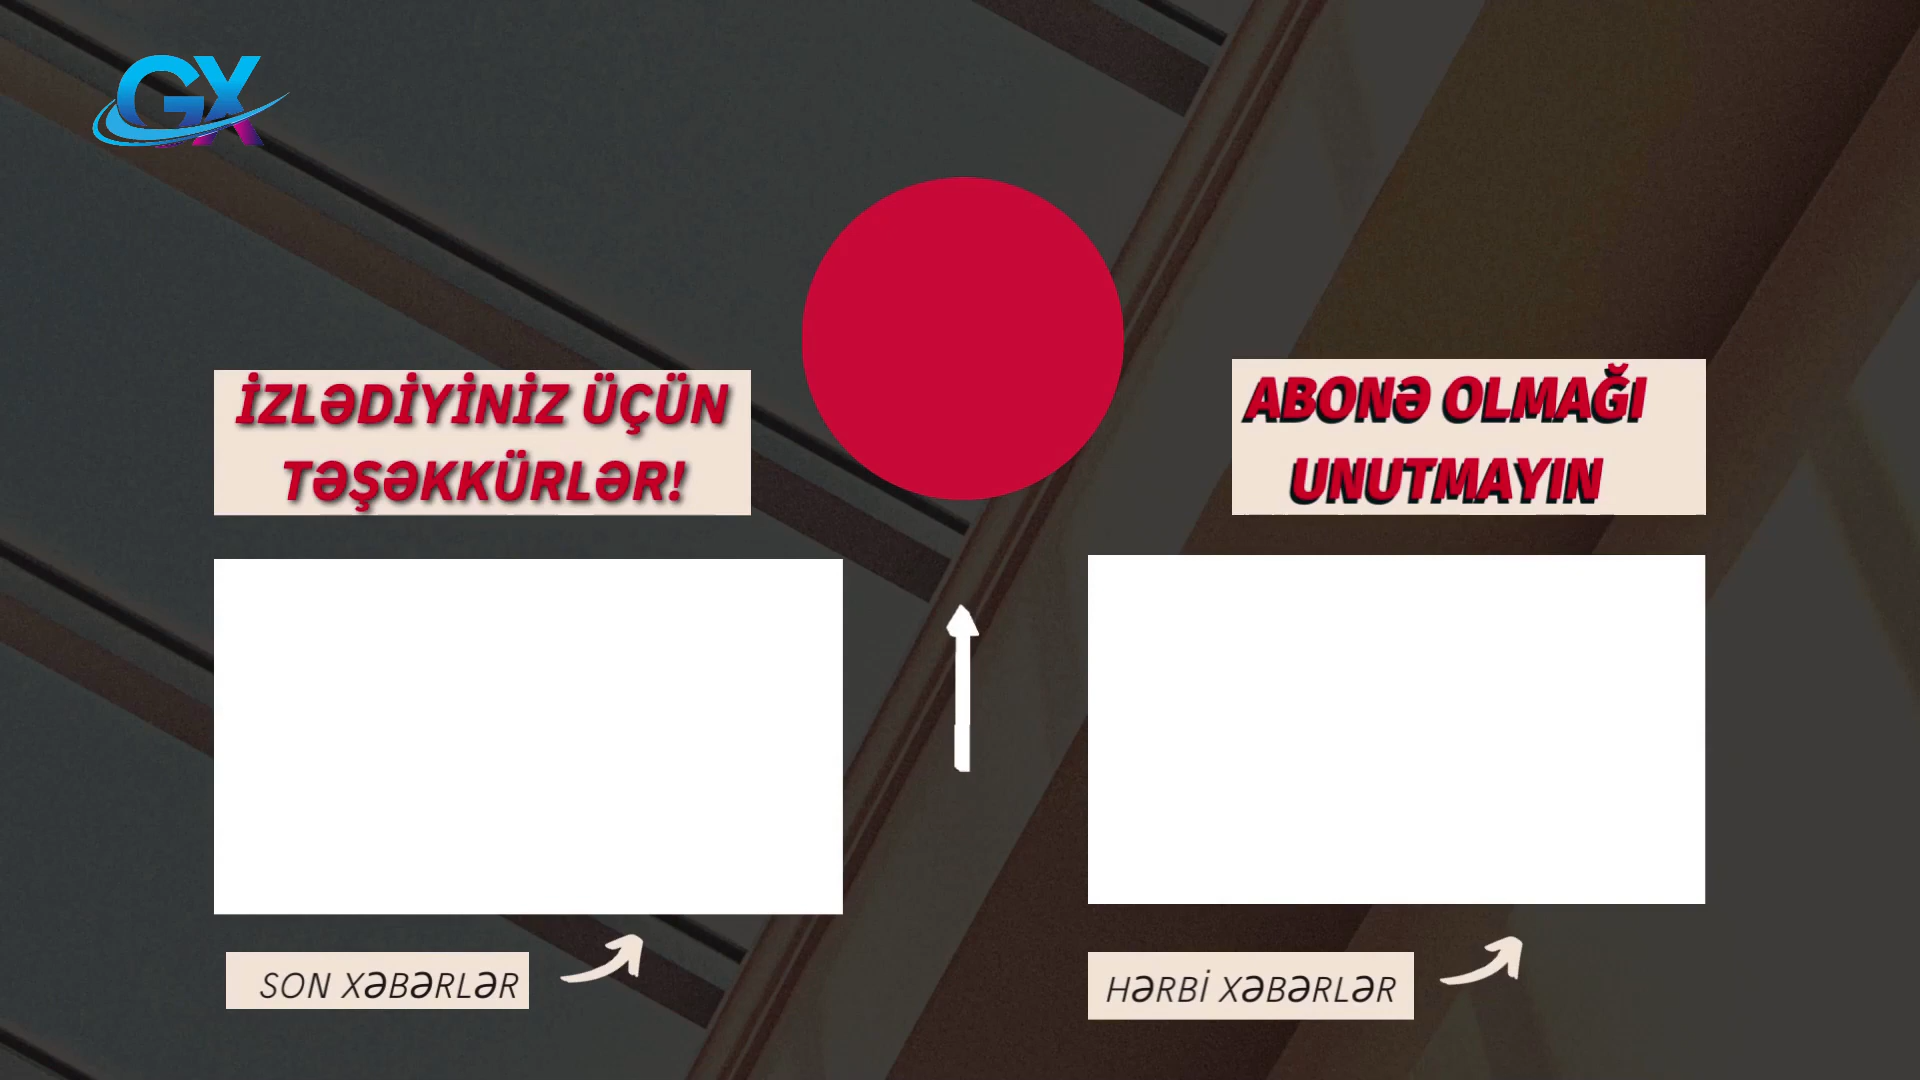 GX
İZLƏDİYİNİZ ÜÇÜN
TƏŞƏKKÜRLƏR!
ABONƏ OLMAĞI
UNUTMAYIN
SON XƏBƏRLƏR
HƏRBİ XƏBƏRLƏR